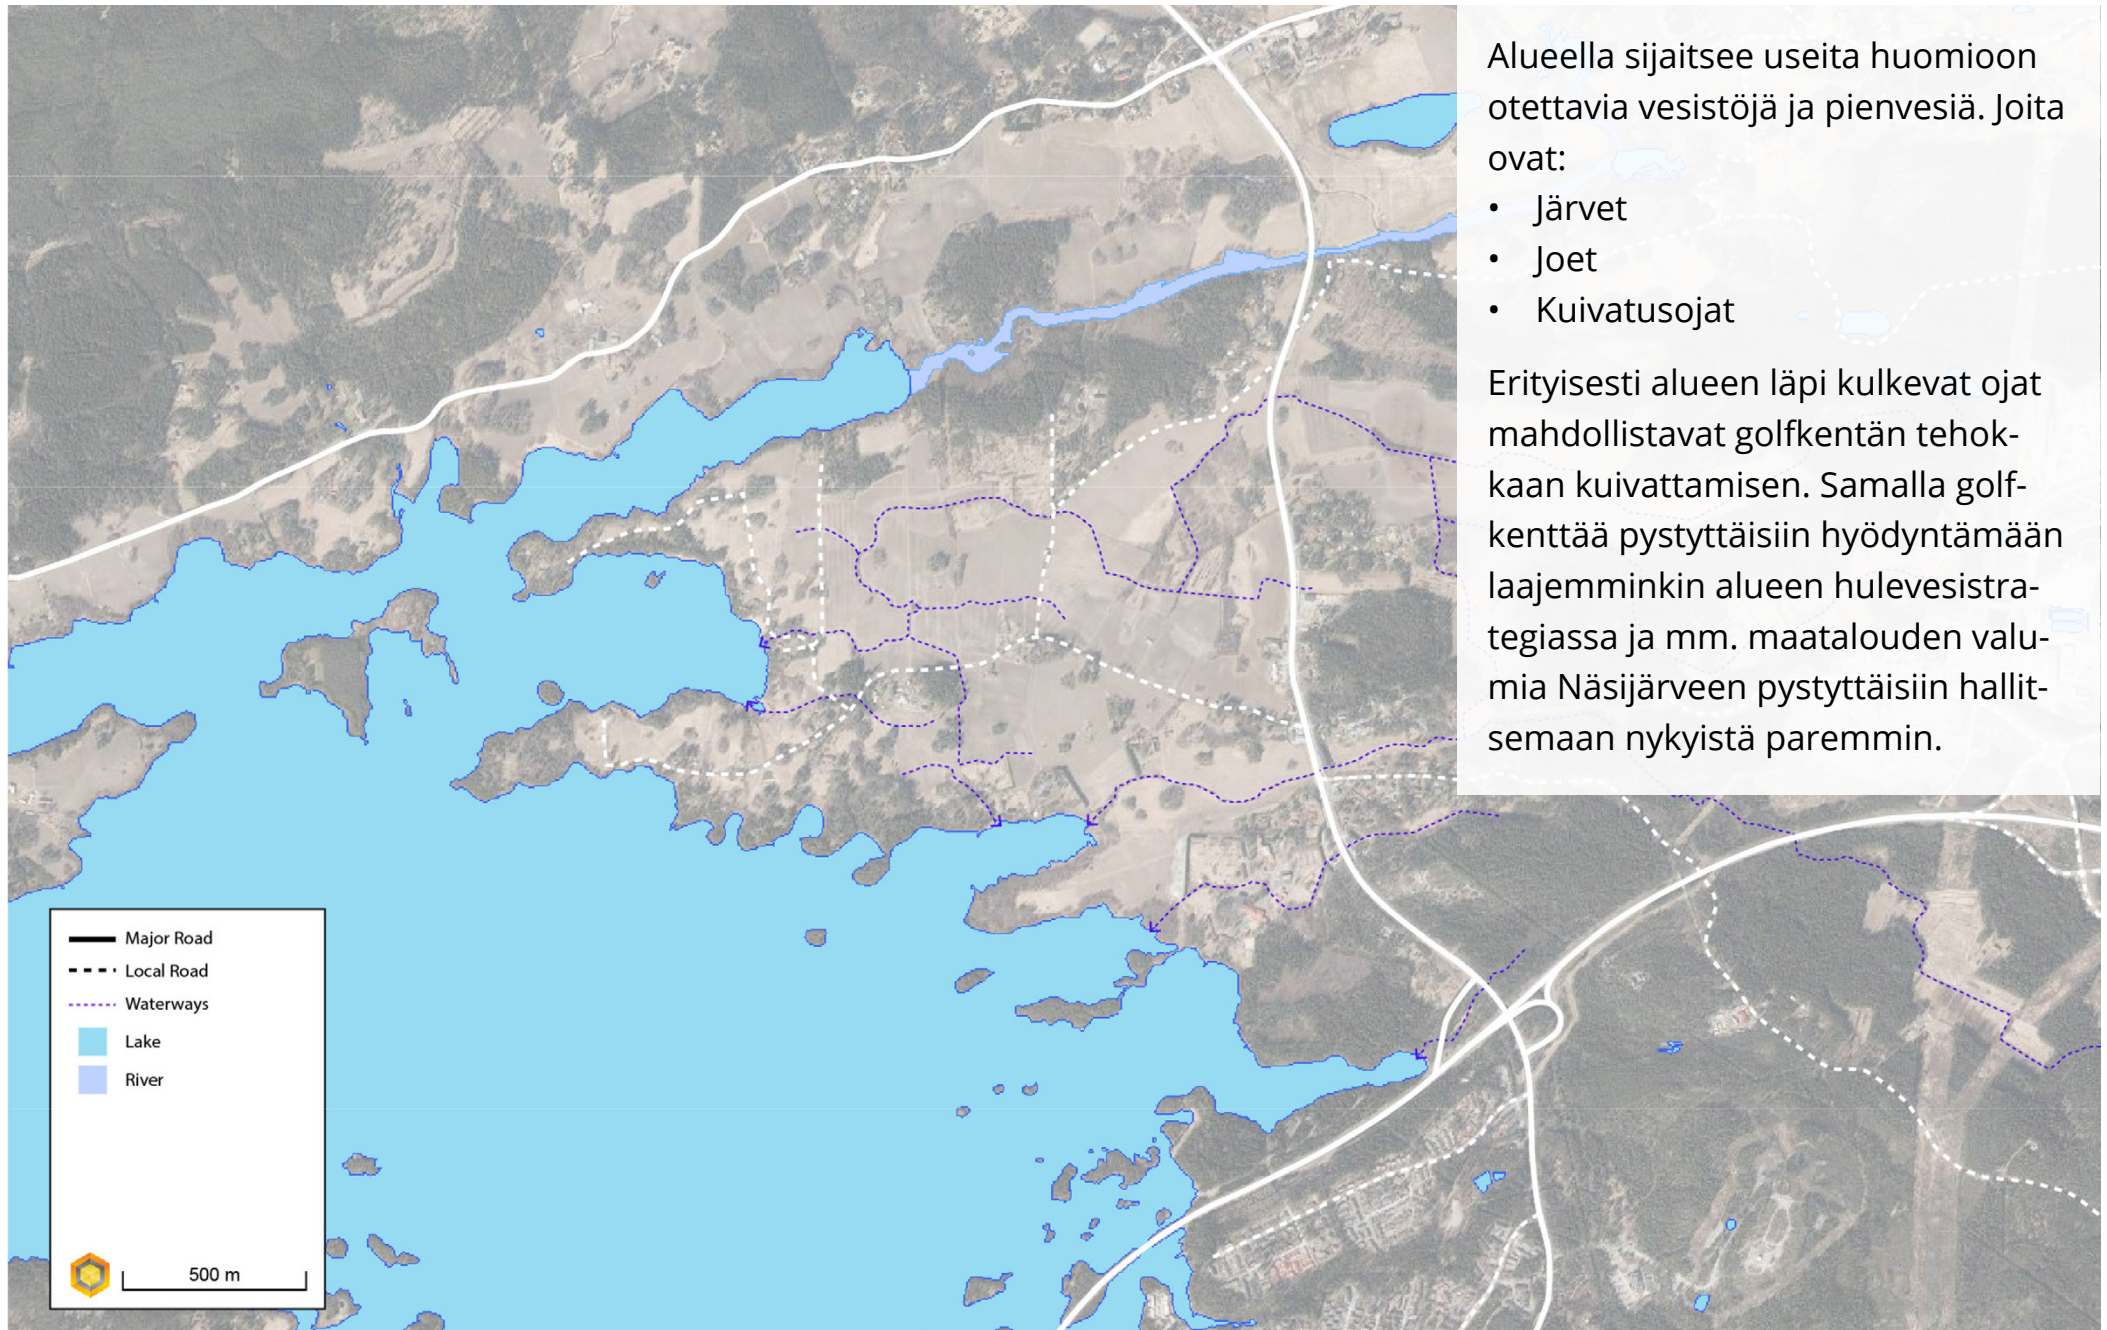 Alueella sijaitsee useita huomioon
otettavia vesistöjä ja pienvesiä. Joita
ovat:
• Järvet
• Joet
• Kuivatusojat
Erityisesti alueen läpi kulkevat ojat
mahdollistavat golfkentän tehok-
kaan kuivattamisen. Samalla golf-
kenttää pystyttäisiin hyödyntämään
laajemminkin alueen hulevesistra-
tegiassa ja mm. maatalouden valu-
mia Näsijärveen pystyttäisiin hallit-
semaan nykyistä paremmin.
Major Road
Local Road
Waterways
Lake
River
500 m